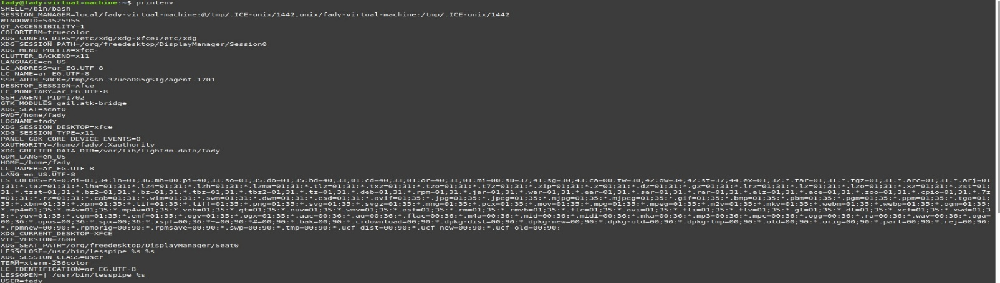 fady@fady-virtual-machine:~$ printenv
SHELL=/bin/bash
SESSION_MANAGER=local/fady-virtual-machine:@/tmp/.ICE-unix/1442,unix/fady-virtual-machine:/tmp/.ICE-unix/1442
WINDOWID=54525955
QT_ACCESSIBILITY=1
COLORTERM=truecolor
XDG_CONFIG_DIRS=/etc/xdg/xdg-xfce:/etc/xdg
XDG_SESSION_PATH=/org/freedesktop/DisplayManager/Session0
XDG_MENU_PREFIX=xfce-
CLUTTER_BACKEND=x11
LANGUAGE=en_US
LC_ADDRESS=ar_EG.UTF-8
LC_NAME=ar_EG.UTF-8
SSH_AUTH_SOCK=/tmp/ssh-37ueaDG5gSIg/agent.1701
DESKTOP_SESSION=xfce
LC_MONETARY=ar_EG.UTF-8
SSH_AGENT_PID=1702
GTK_MODULES=gail:atk-bridge
XDG_SEAT=seat0
PWD=/home/fady
LOGNAME=fady
XDG_SESSION_DESKTOP=xfce
XDG_SESSION_TYPE=x11
PANEL_GDK_CORE_DEVICE_EVENTS=0
XAUTHORITY=/home/fady/.Xauthority
XDG_GREETER_DATA_DIR=/var/lib/lightdm-data/fady
GDM_LANG=en_US
HOME=/home/fady
LC_PAPER=ar_EG.UTF-8
LANG=en_US.UTF-8
LS_COLORS=rs=0:di=01;34:ln=01;36:mh=00:pi=40;33:so=01;35:do=01;35:bd=40;33;01:cd=40;33;01:or=40;31;01:mi=00:su=37;41:sg=30;43:ca=00:tw=30;42:ow=34;42:st=37;44:ex=01;32:*.tar=01;31:*.tgz=01;31:*.arc=01;31:*.arj=01
;31:*.taz=01;31:*.lha=01;31:*.lz4=01;31:*.lzh=01;31:*.lzma=01;31:*.tlz=01;31:*.txz=01;31:*.tzo=01;31:*.t7z=01;31:*.zip=01;31:*.z=01;31:*.dz=01;31:*.gz=01;31:*.lrz=01;31:*.lz=01;31:*.lzo=01;31:*.xz=01;31:*.zst=01;
31:*.tzst=01;31:*.bz2=01;31:*.bz=01;31:*.tbz=01;31:*.tbz2=01;31:*.tz=01;31:*.deb=01;31:*.rpm=01;31:*.jar=01;31:*.war=01;31:*.ear=01;31:*.sar=01;31:*.rar=01;31:*.alz=01;31:*.ace=01;31:*.zoo=01;31:*.cpio=01;31:*.7z
=01;31:*.rz=01;31:*.cab=01;31:*.wim=01;31:*.swm=01;31:*.dwm=01;31:*.esd=01;31:*.avif=01;35:*.jpg=01;35:*.jpeg=01;35:*.mjpg=01;35:*.mjpeg=01;35:*.gif=01;35:*.bmp=01;35:*.pbm=01;35:*.pgm=01;35:*.ppm=01;35:*.tga=01;
35:*.xbm=01;35:*.xpm=01;35:*.tif=01;35:*.tiff=01;35:*.png=01;35:*.svg=01;35:*.svgz=01;35:*.mng=01;35:*.pcx=01;35:*.mov=01;35:*.mpg=01;35:*.mpeg=01;35:*.m2v=01;35:*.mkv=01;35:*.webm=01;35:*.webp=01;35:*.ogm=01;35
:*.mp4=01;35:*.m4v=01;35:*.mp4v=01;35:*.vob=01;35:*.qt=01;35:*.nuv=01;35:*.wmv=01;35:*.asf=01;35:*.rm=01;35:*.rmvb=01;35:*.flc=01;35:*.avi=01;35:*.fli=01;35:*.flv=01;35:*.gl=01;35:*.dl=01;35:*.xcf=01;35:*.xwd=01;3
5:*.yuv=01;35:*.cgm=01;35:*.emf=01;35:*.ogv=01;35:*.ogx=01;35:*.aac=00;36:*.au=00;36:*.flac=00;36:*.m4a=00;36:*.mid=00;36:*.midi=00;36:*.mka=00;36:*.mp3=00;36:*.mpc=00;36:*.ogg=00;36:*.ra=00;36:*.wav=00;36:*.oga=
00;36:*.opus=00;36:*.spx=00;36:*.xspf=00;36:*~=00;90:*#=00;90:*.bak=00;90:*.crdownload=00;90:*.dpkg-dist=00;90:*.dpkg-new=00;90:*.dpkg-old=00;90:*.dpkg-tmp=00;90:*.old=00;90:*.orig=00;90:*.part=00;90:*.rej=00;90:
*.rpmnew=00;90:*.rpmorig=00;90:*.rpmsave=00;90:*.swp=00;90:*.tmp=00;90:*.ucf-dist=00;90:*.ucf-new=00;90:*.ucf-old=00;90:
XDG_CURRENT_DESKTOP=XFCE
VTE_VERSION=7600
XDG_SEAT_PATH=/org/freedesktop/DisplayManager/Seat0
LESSCLOSE=/usr/bin/lesspipe %s %s
XDG_SESSION_CLASS=user
TERM=xterm-256color
LC_IDENTIFICATION=ar_EG.UTF-8
LESSOPEN=| /usr/bin/lesspipe %s
USER=fady